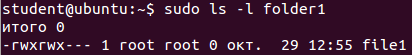 student@ubuntu:~$ sudo ls -l folder1
итого 0
-rwxrwx--- 1 root root 0 окт.  29 12:55 file1